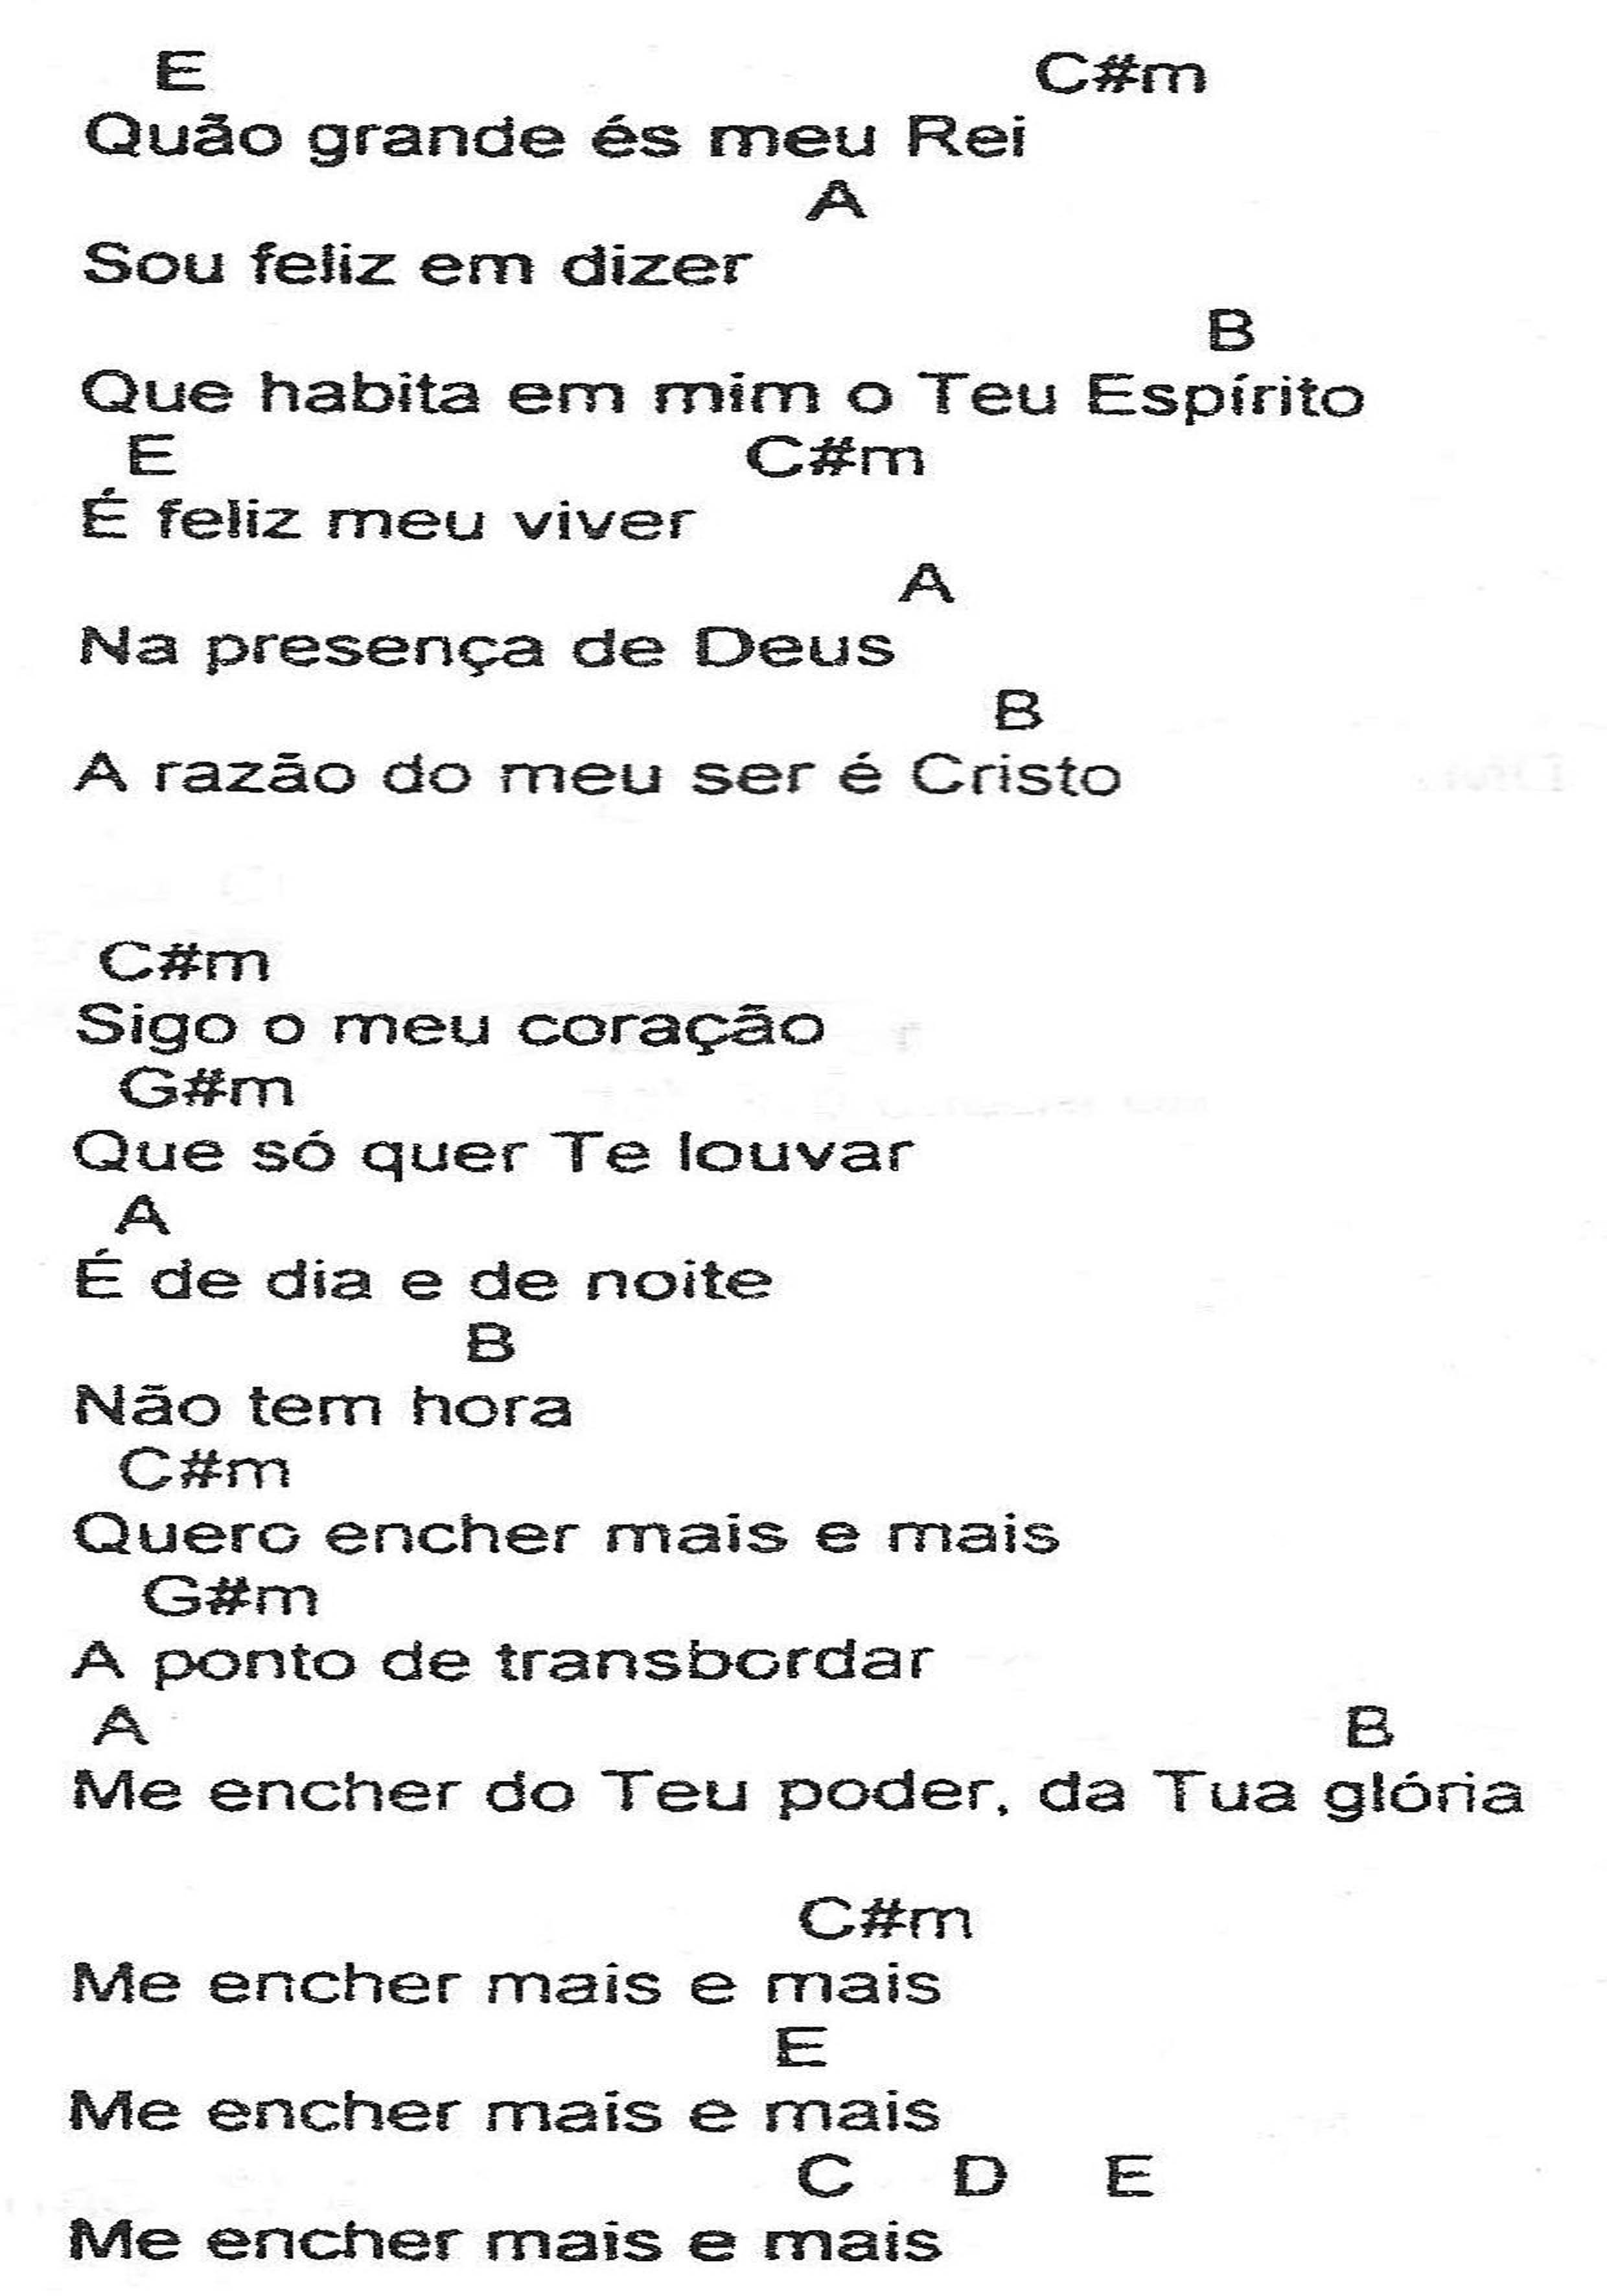 E C#m
Quão grande és meu Rei
A
Sou feliz em dizer
B
Que habita em mim o Teu Espírito
E C#m
É feliz meu viver
A
Na presença de Deus
B
A razão do meu ser é Cristo
C#m
Sigo o meu coração
G#m
Que só quer Te louvar
A
É de dia e de noite
B
Não tem hora
C#m
Quero encher mais e mais
G#m
A ponto de transbordar
A B
Me encher do Teu poder, da Tua glória
C#m
Me encher mais e mais
E
Me encher mais e mais
C D E
Me encher mais e mais